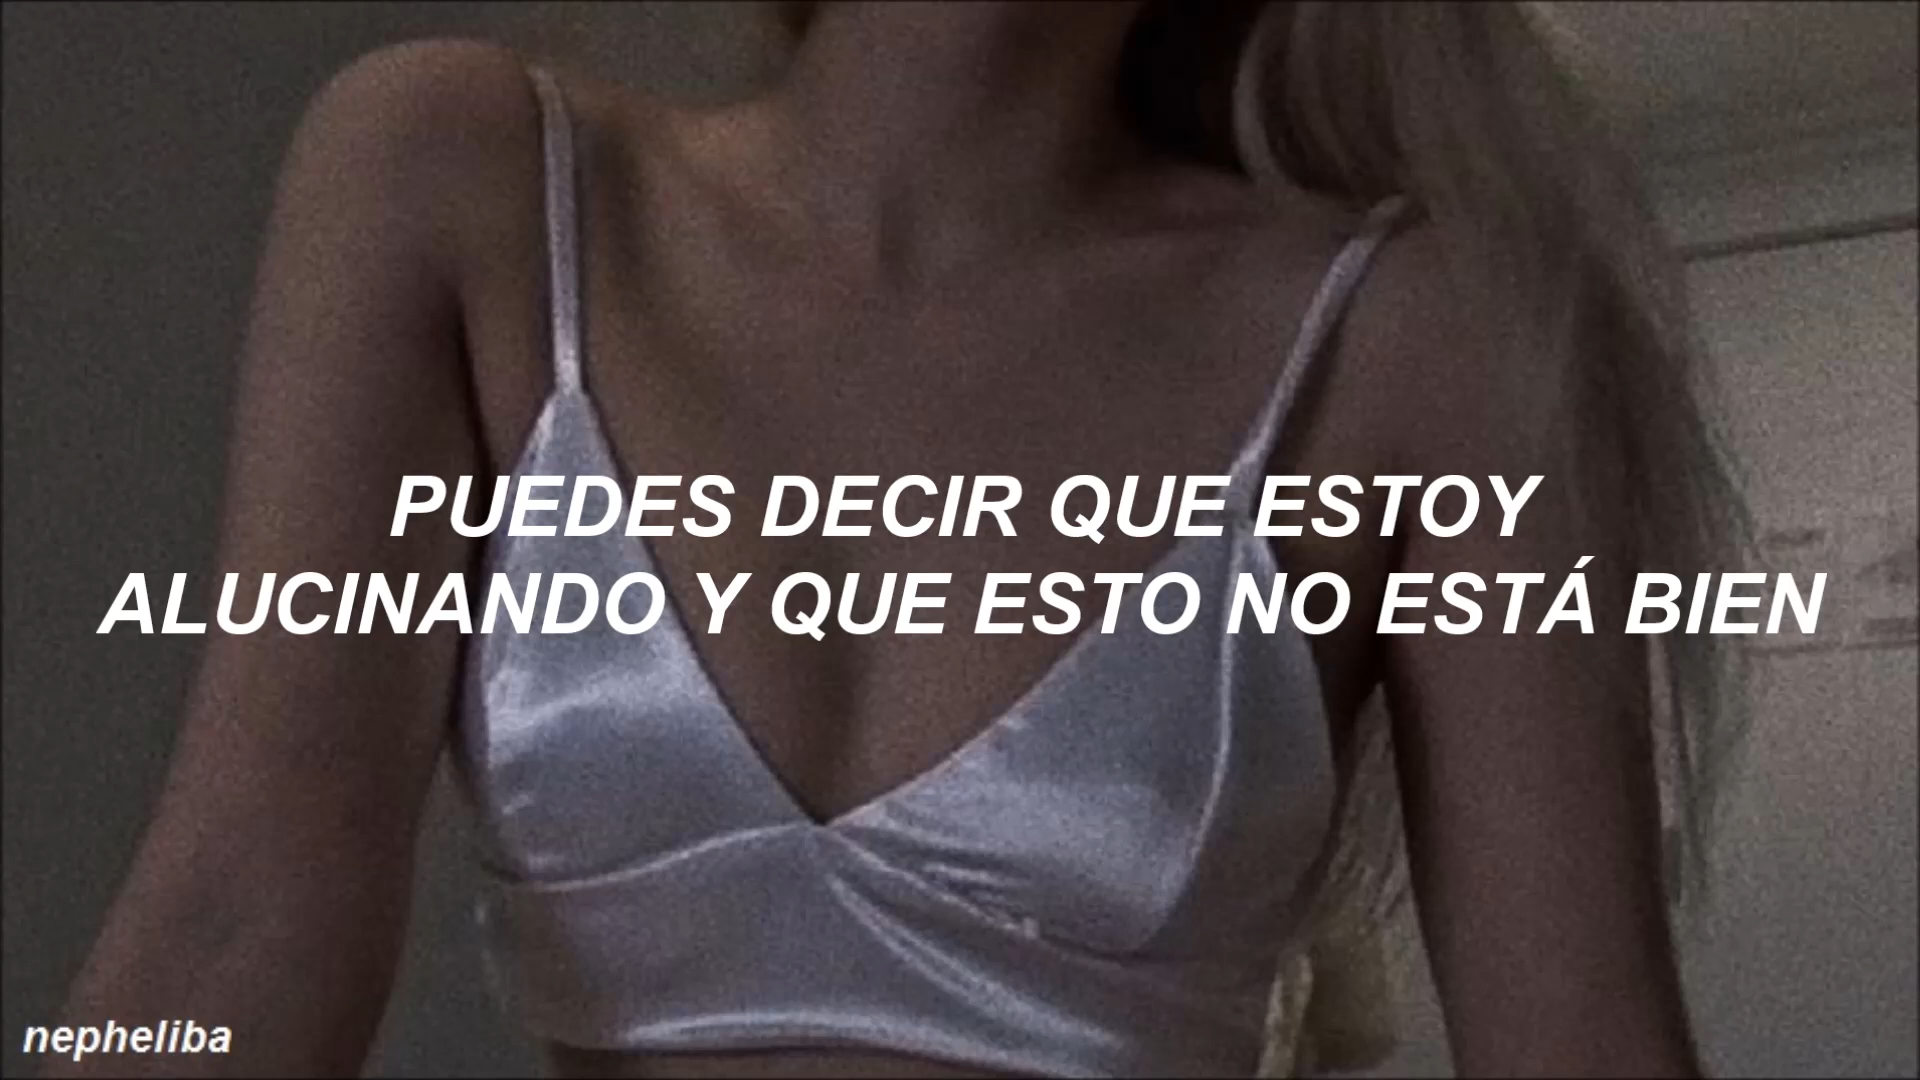 PUEDES DECIR QUE ESTOY
ALUCINANDO Y QUE ESTO NO ESTÁ BIEN
nepheliba